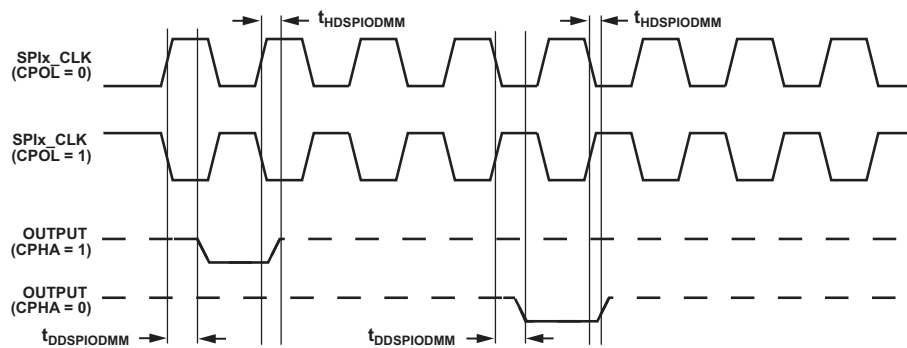 tHDSPIODMM
tHDSPIODMM
SPIx_CLK
(CPOL = 0)
SPIx_CLK
(CPOL = 1)
OUTPUT
(CPHA = 1)
OUTPUT
(CPHA = 0)
tDDSPIODMM
tDDSPIODMM